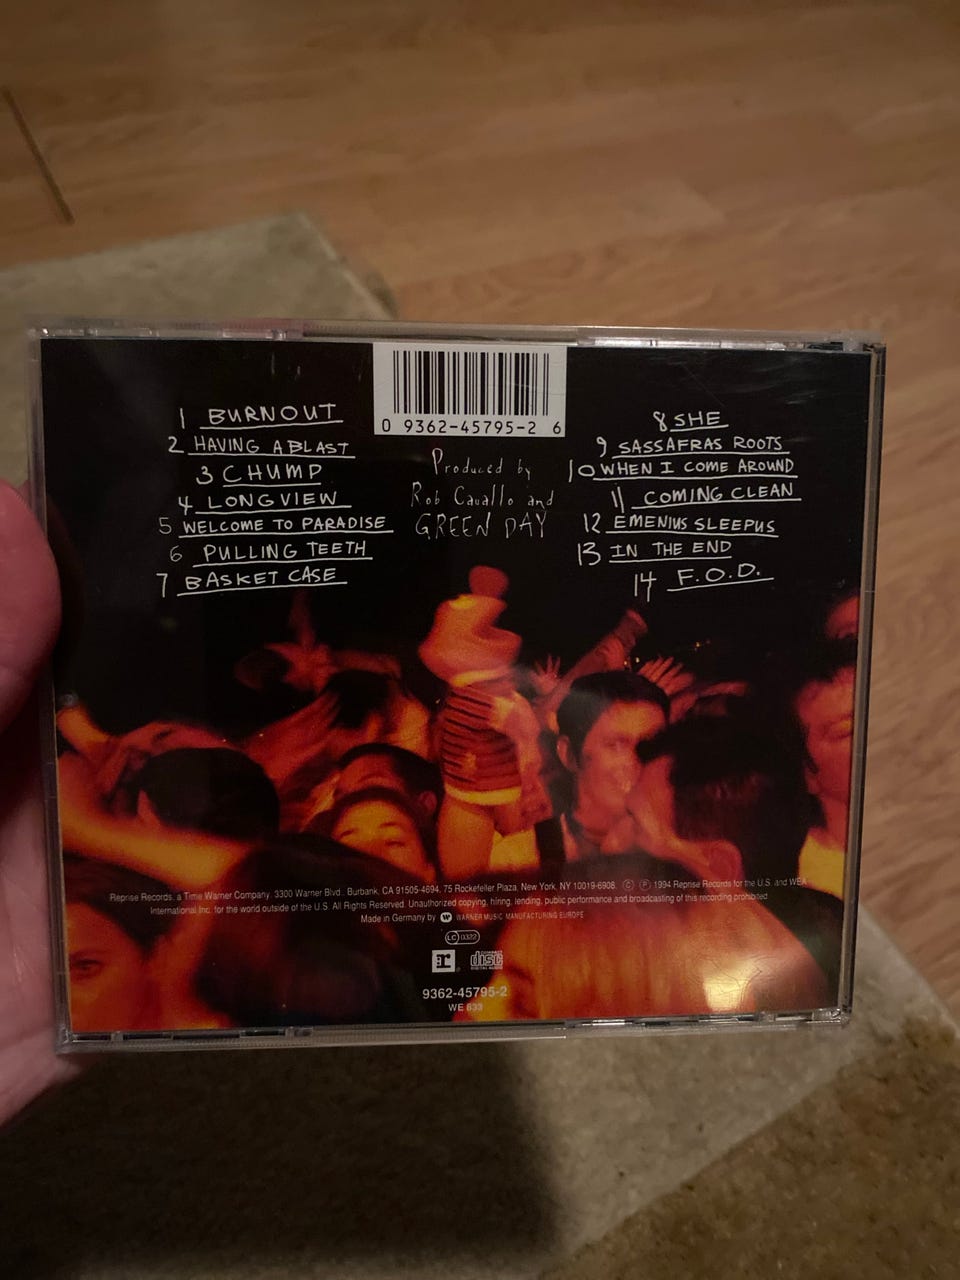 0 9362-45795-2 6
1 BURNOUT
2 HAVING A BLAST
3 CHUMP
4 LONGVIEW
5 WELCOME TO PARADISE
6 PULLING TEETH
7 BASKET CASE
Produced by
Rob Cavallo and
GREEN DAY
8 SHE
9 SASSAFRAS ROOTS
10 WHEN I COME AROUND
11 COMING CLEAN
12 EMENIUS SLEEPUS
13 IN THE END
14 F.O.D.
Reprise Records, a Time Warner Company. 3300 Warner Blvd., Burbank, CA 91505-4694, 75 Rockefeller Plaza, New York, NY 10019-6908. Ⓒ Ⓟ 1994 Reprise Records for the U.S. and WEA
International Inc. for the world outside of the U.S. All Rights Reserved. Unauthorized copying, hiring, lending, public performance and broadcasting of this recording prohibited
Made in Germany by W WARNER MUSIC MANUFACTURING EUROPE
LC 0322
r COMPACT disc DIGITAL AUDIO
9362-45795-2
WE 833